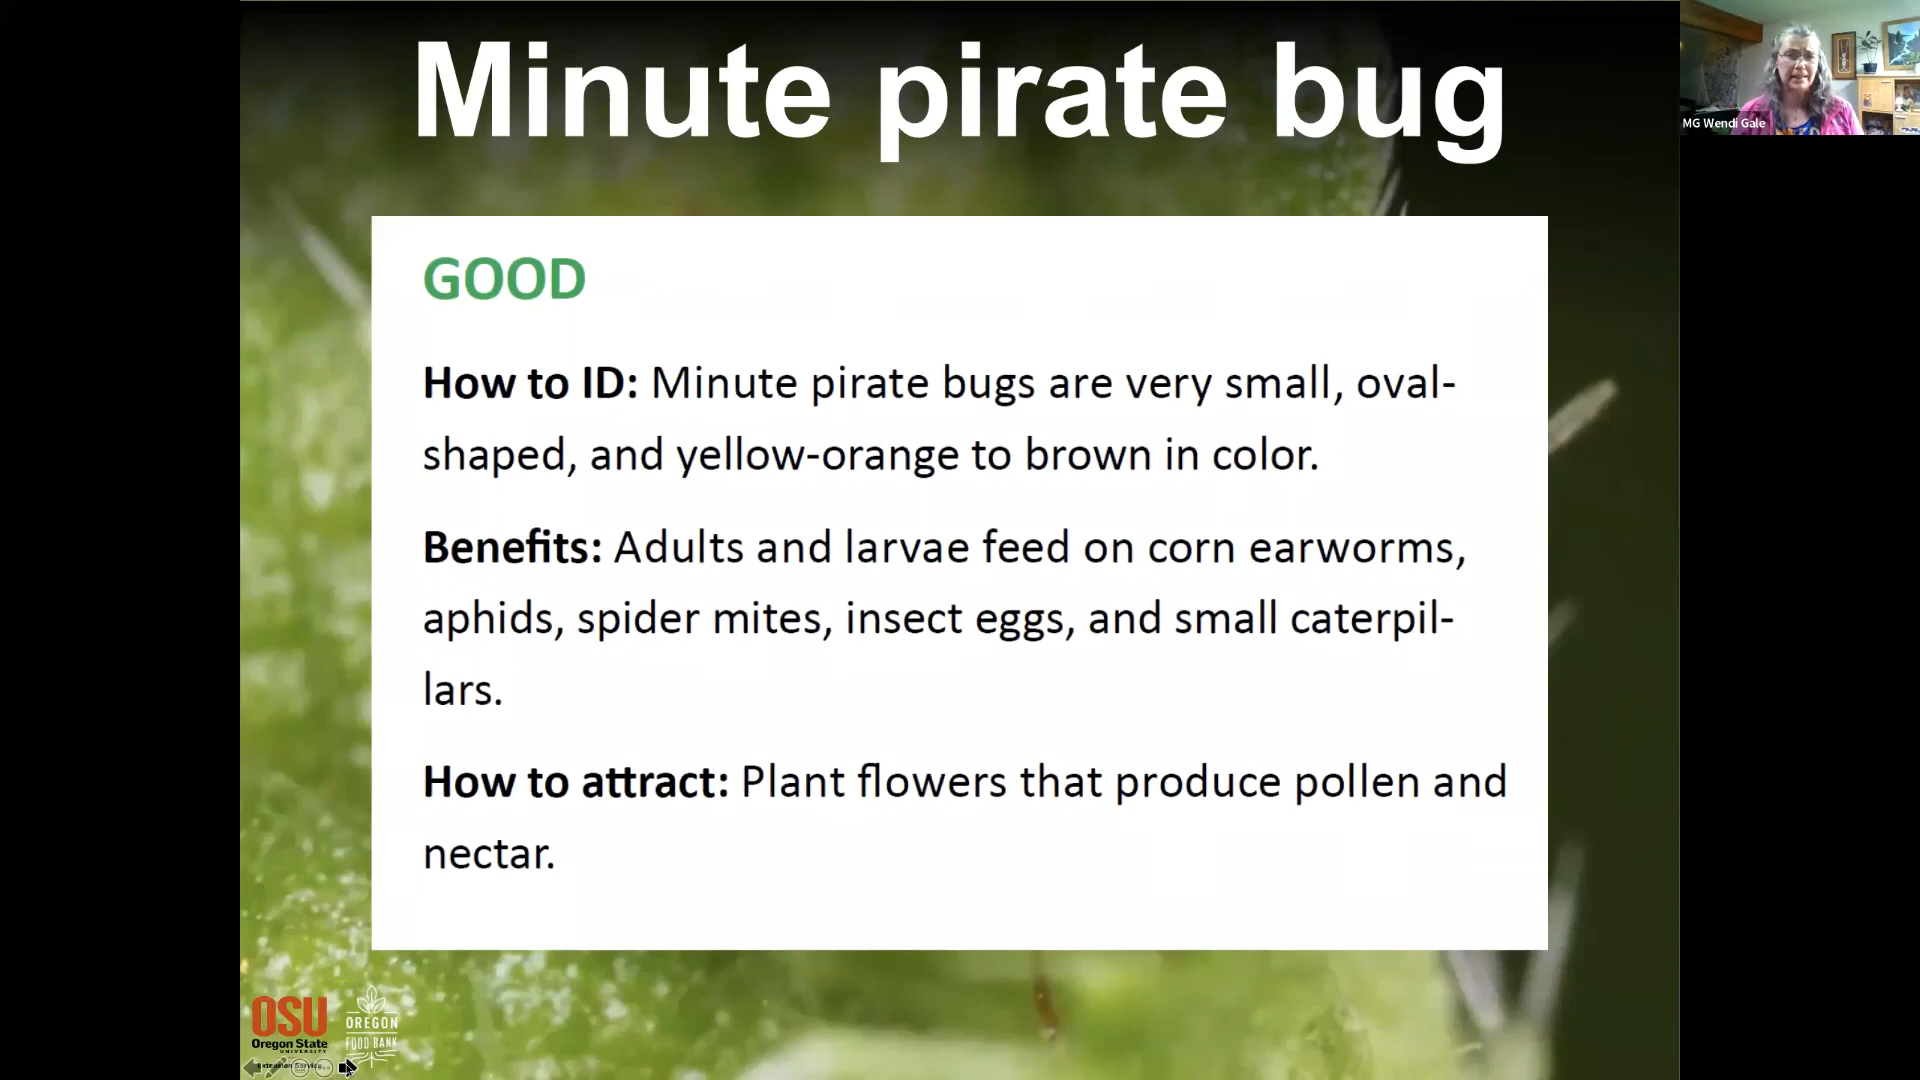 Minute pirate bug
MG Wendi Gale
GOOD
How to ID: Minute pirate bugs are very small, oval-
shaped, and yellow-orange to brown in color.
Benefits: Adults and larvae feed on corn earworms,
aphids, spider mites, insect eggs, and small caterpil-
lars.
How to attract: Plant flowers that produce pollen and
nectar.
OSU
Oregon State
UNIVERSITY
Extension Service
OREGON
FOOD BANK